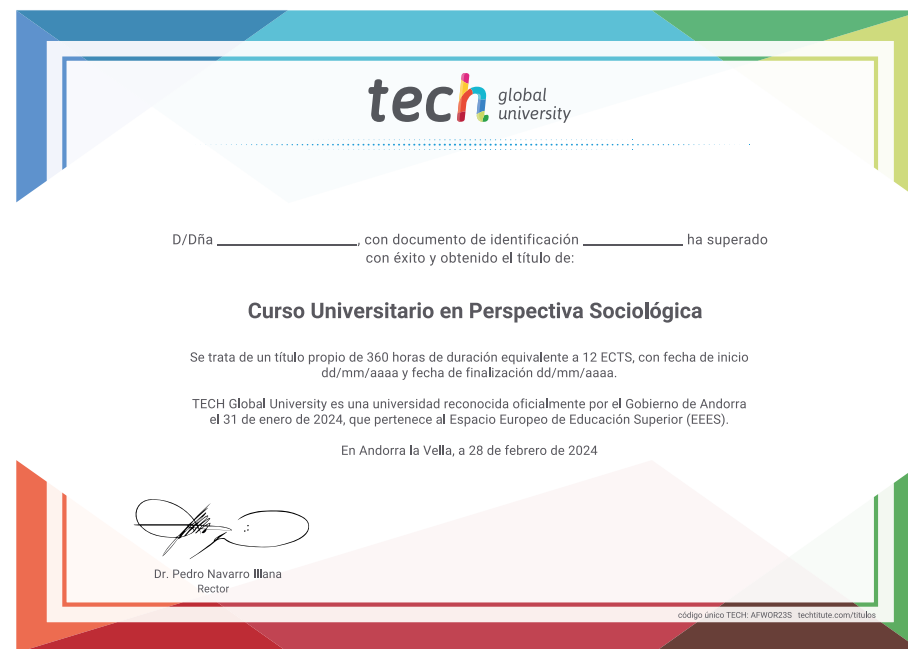 tech global university
D/Dña ____________, con documento de identificación ____________ ha superado
con éxito y obtenido el título de:
Curso Universitario en Perspectiva Sociológica
Se trata de un título propio de 360 horas de duración equivalente a 12 ECTS, con fecha de inicio
dd/mm/aaaa y fecha de finalización dd/mm/aaaa.
TECH Global University es una universidad reconocida oficialmente por el Gobierno de Andorra
el 31 de enero de 2024, que pertenece al Espacio Europeo de Educación Superior (EEES).
En Andorra la Vella, a 28 de febrero de 2024
Dr. Pedro Navarro Illana
Rector
código único TECH: AFWOR23S techtitute.com/titulos